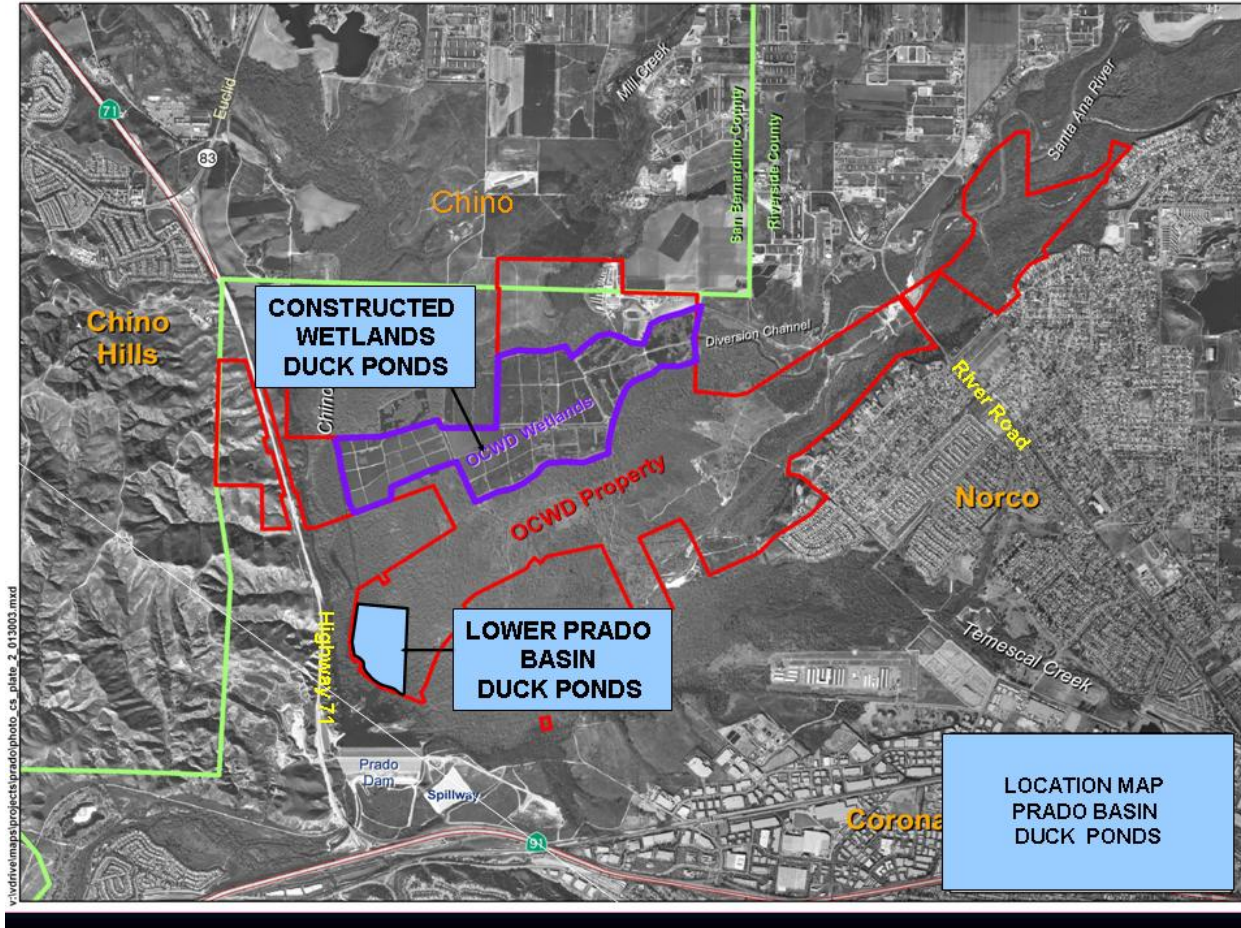 71
Euclid
83
Mill Creek
San Bernardino County
Riverside County
Santa Ana River
Chino
Chino
Hills
CONSTRUCTED
WETLANDS
DUCK PONDS
Diversion Channel
Chino
OCWD Wetlands
River Road
OCWD Property
Norco
LOWER PRADO
BASIN
DUCK PONDS
Highway 71
Temescal Creek
Prado
Dam
Spillway
Corona
91
LOCATION MAP
PRADO BASIN
DUCK PONDS
v:\vdrive\maps\projects\prado\photo_cs_plate_2_013003.mxd